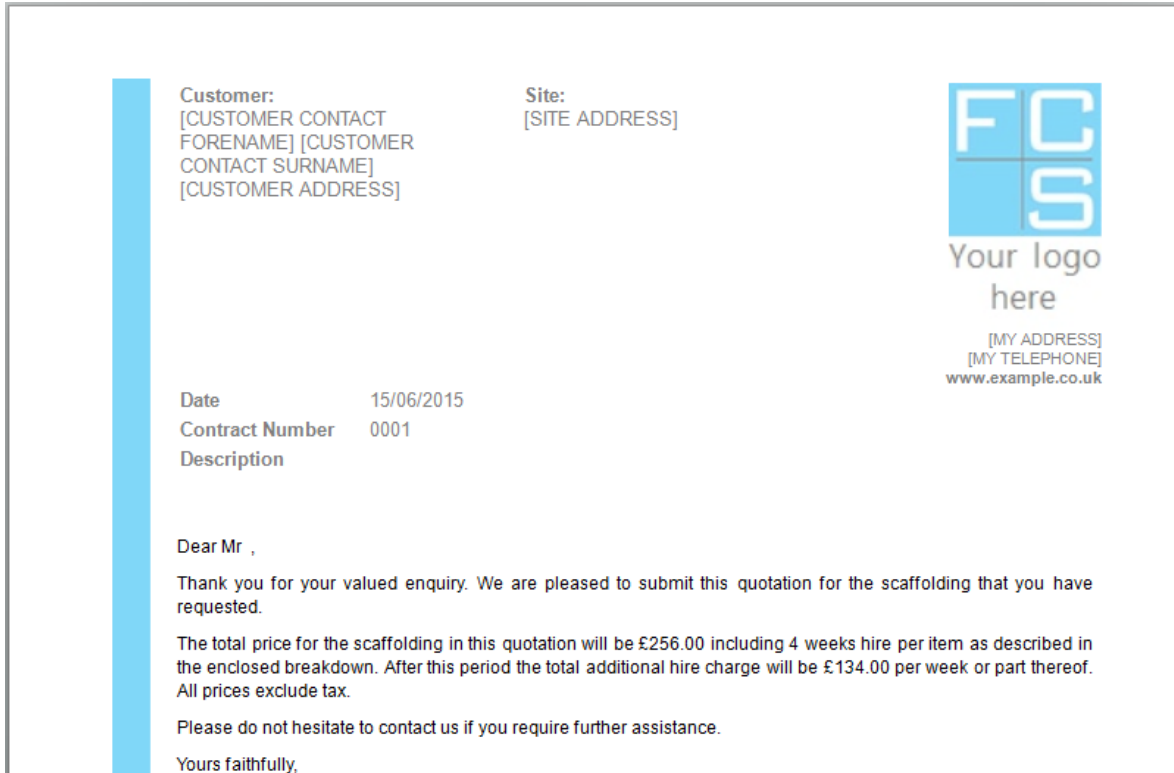 Customer:
[CUSTOMER CONTACT
FORENAME] [CUSTOMER
CONTACT SURNAME]
[CUSTOMER ADDRESS]
Site:
[SITE ADDRESS]
FC
S
Your logo
here
[MY ADDRESS]
[MY TELEPHONE]
www.example.co.uk
Date 15/06/2015
Contract Number 0001
Description
Dear Mr ,
Thank you for your valued enquiry. We are pleased to submit this quotation for the scaffolding that you have
requested.
The total price for the scaffolding in this quotation will be £256.00 including 4 weeks hire per item as described in
the enclosed breakdown. After this period the total additional hire charge will be £134.00 per week or part thereof.
All prices exclude tax.
Please do not hesitate to contact us if you require further assistance.
Yours faithfully,